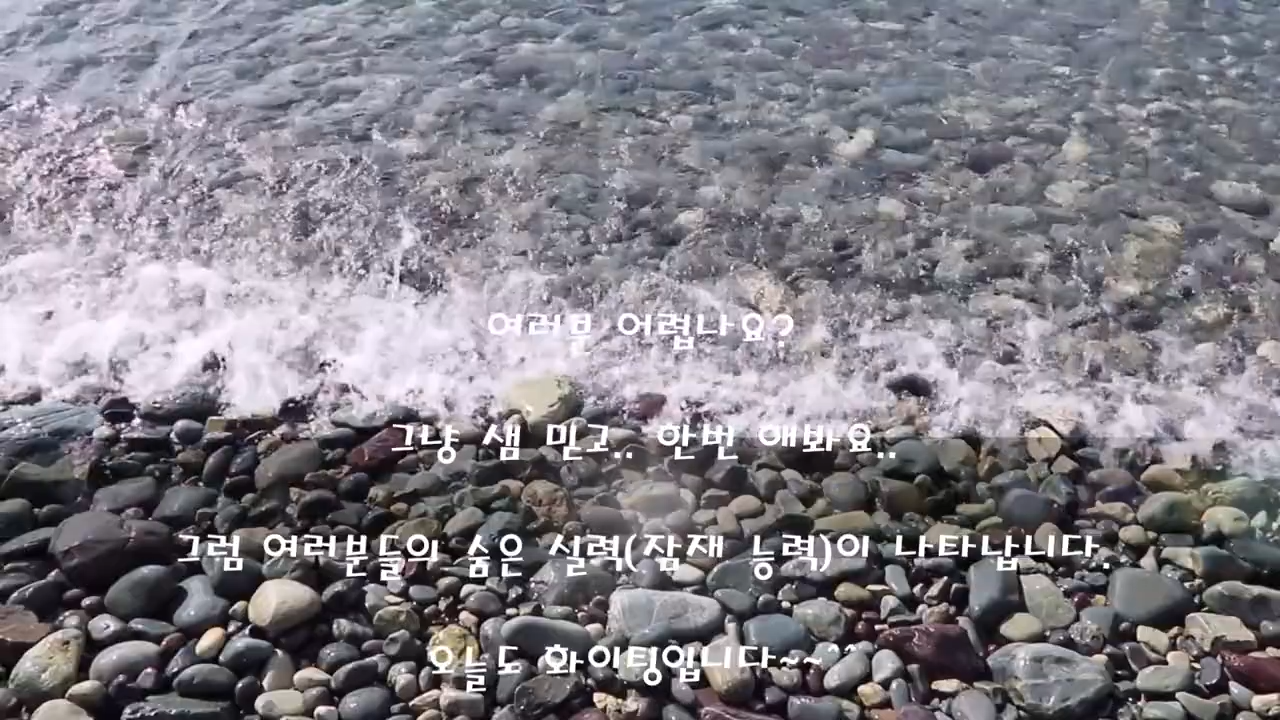 여러분 어렵나요?
그냥 샘 믿고.. 한번 해봐요..
그럼 여러분들의 숨은 실력(잠재 능력)이 나타납니다.
오늘도 화이팅입니다~~^^